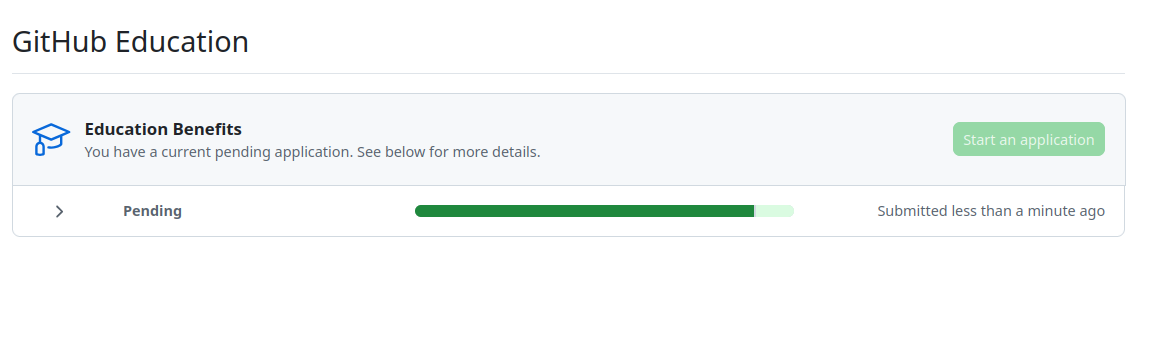 GitHub Education
Education Benefits
You have a current pending application. See below for more details.
Start an application
Pending
Submitted less than a minute ago